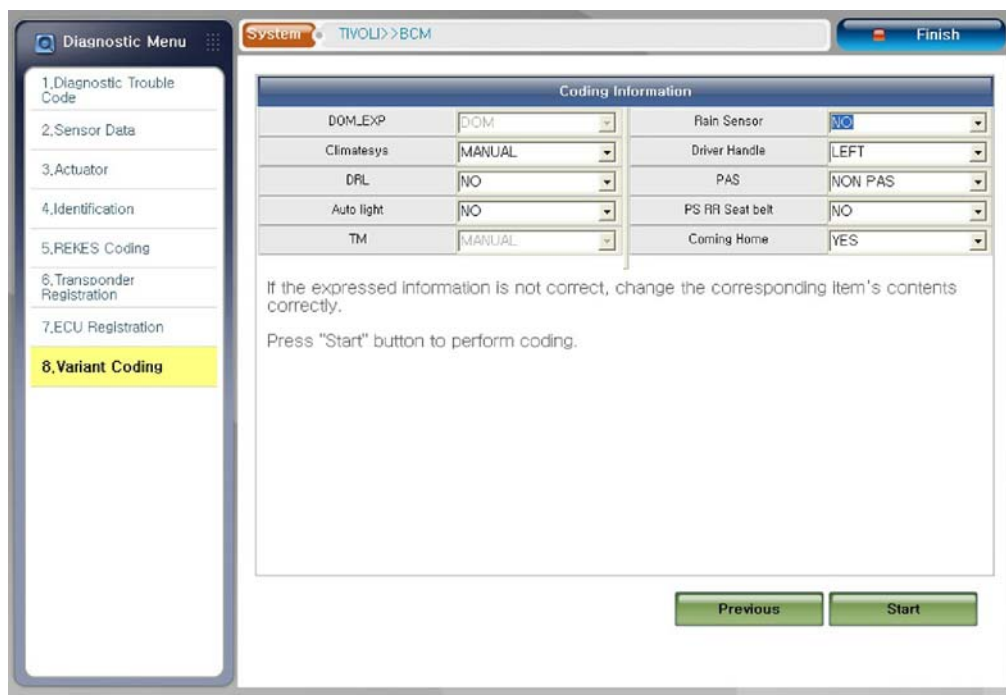 Diagnostic Menu
System
TIVOLI>>BCM
Finish
1.Diagnostic Trouble
Code
2.Sensor Data
3.Actuator
4.Identification
5.REKES Coding
6.Transponder
Registration
7.ECU Registration
8.Variant Coding
Coding Information
DOM_EXP DOM Rain Sensor NO
Climatesys MANUAL Driver Handle LEFT
DRL NO PAS NON PAS
Auto light NO PS RR Seat belt NO
TM MANUAL Coming Home YES
If the expressed information is not correct, change the corresponding item's contents
correctly.
Press "Start" button to perform coding.
Previous
Start